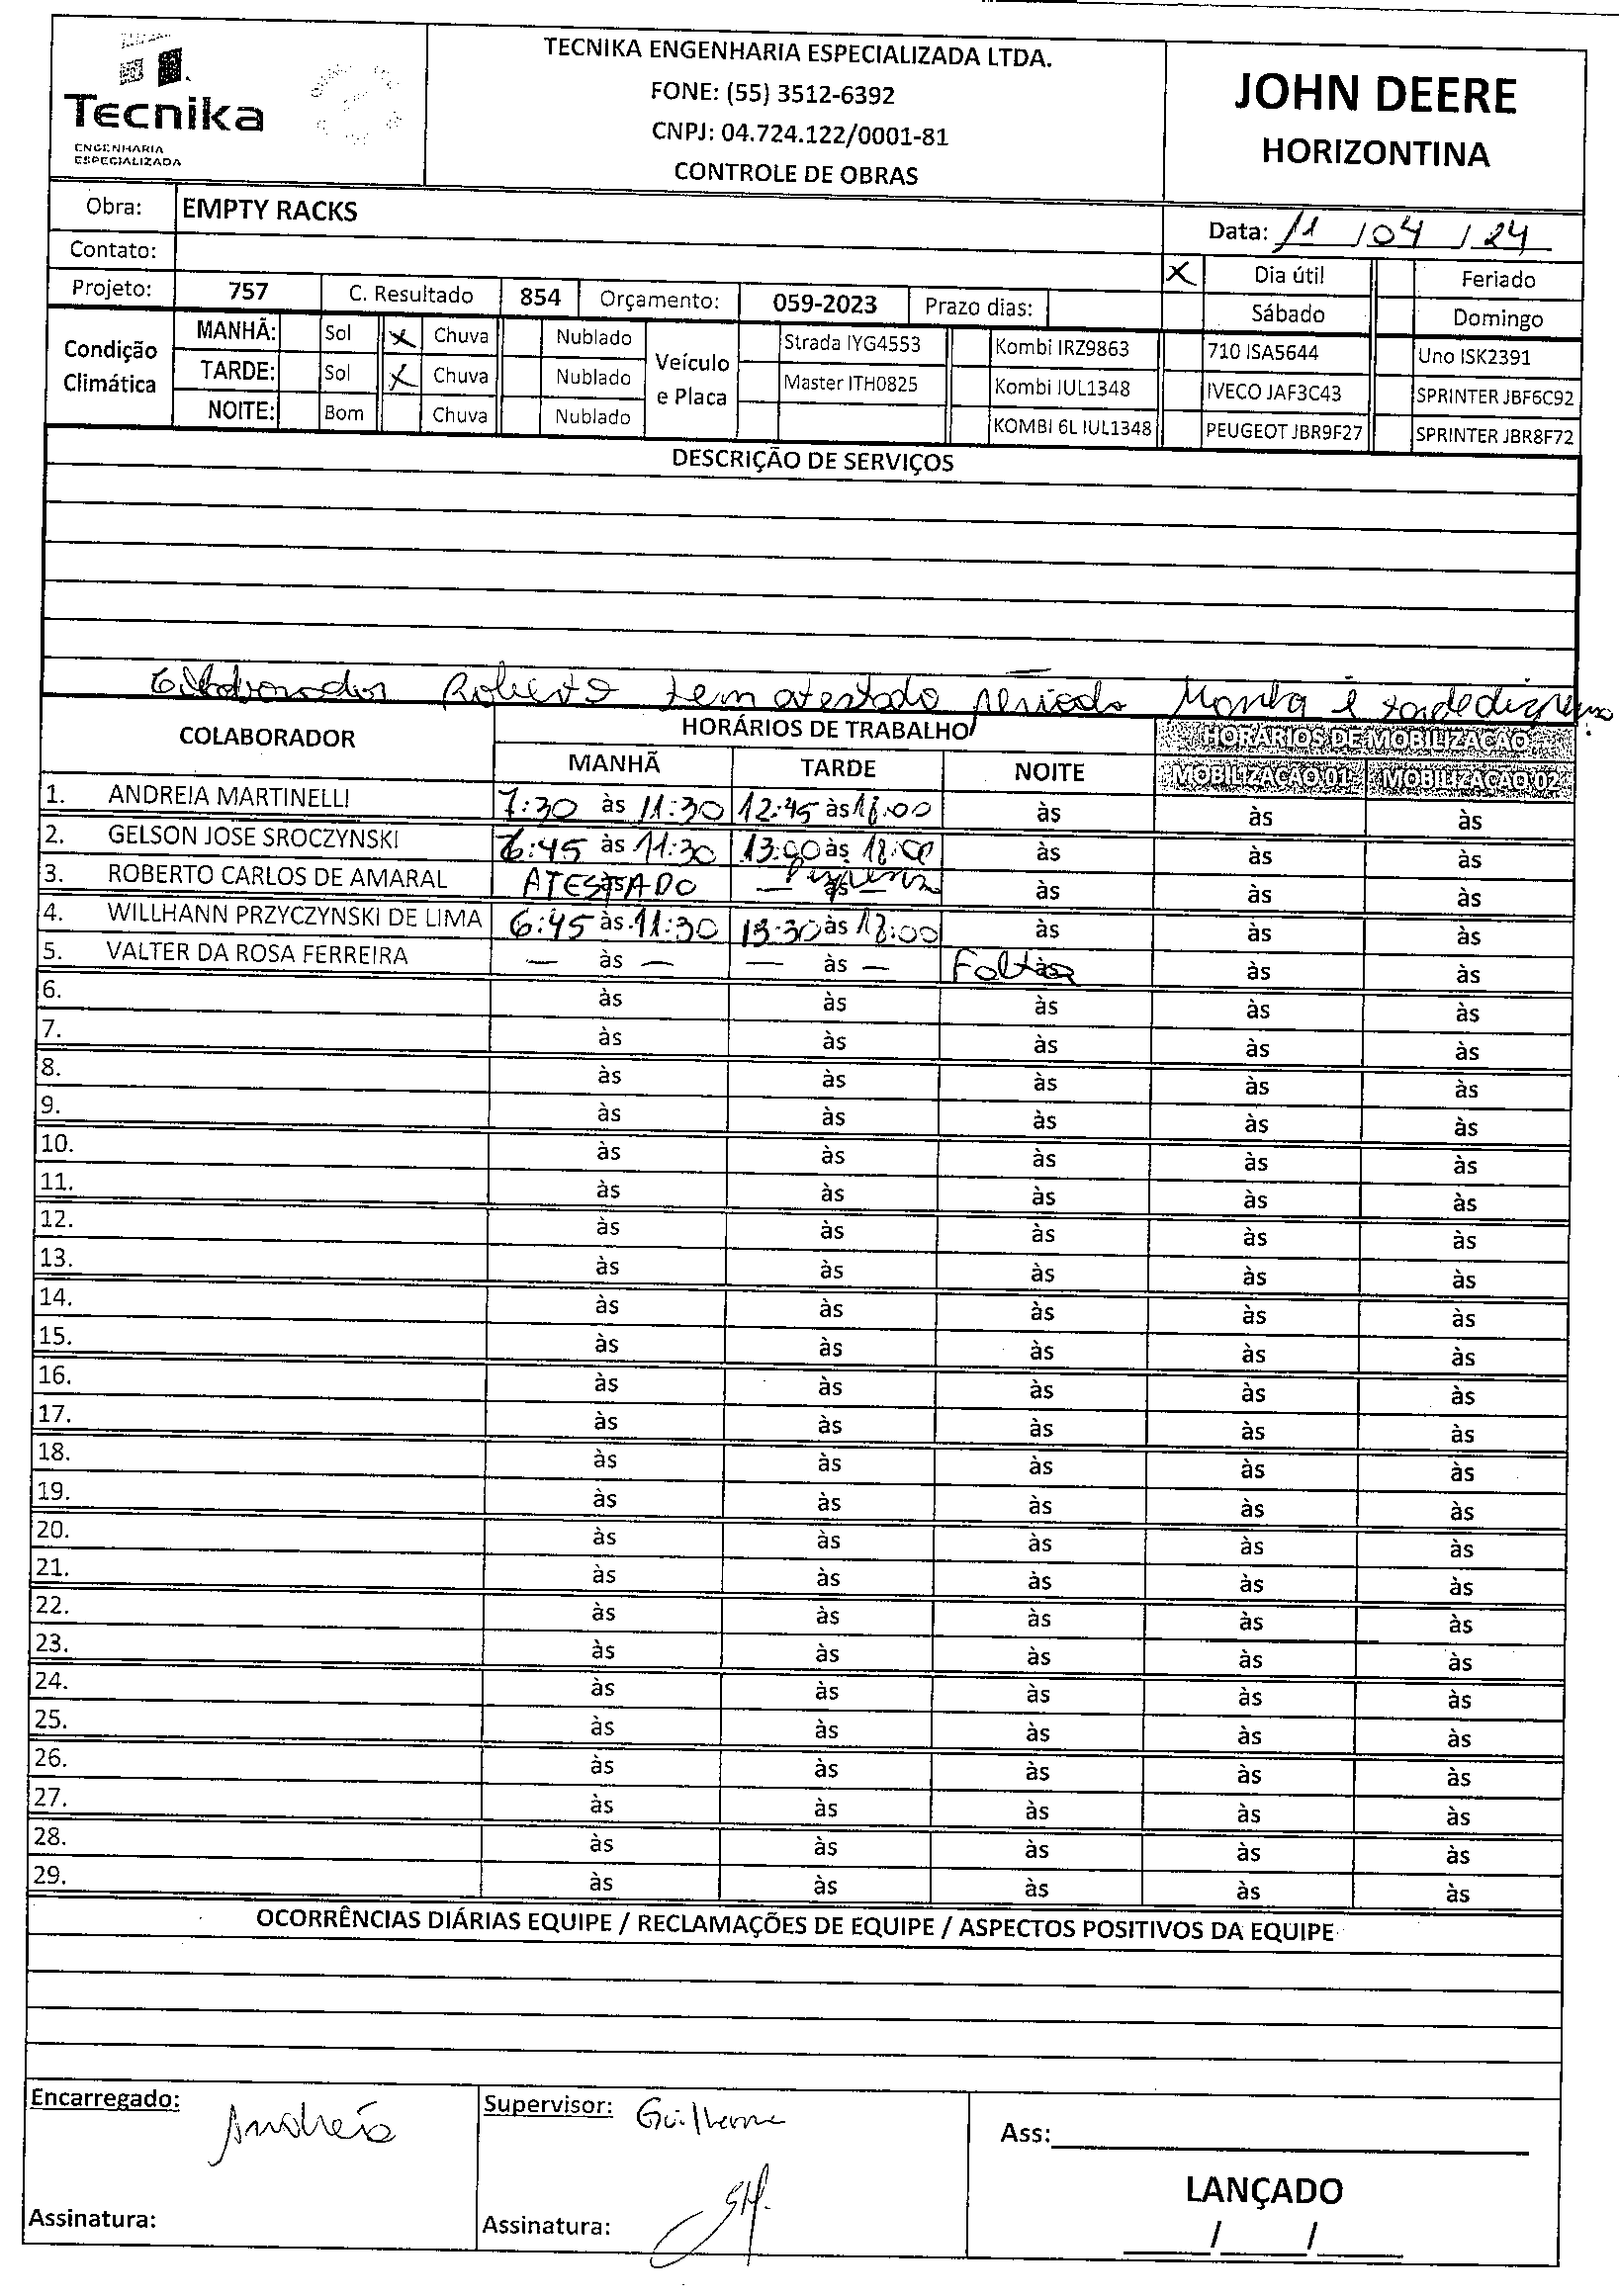 Tecnika
ENGENHARIA
ESPECIALIZADA
TECNIKA ENGENHARIA ESPECIALIZADA LTDA.
FONE: (55) 3512-6392
CNPJ: 04.724.122/0001-81
CONTROLE DE OBRAS
JOHN DEERE
HORIZONTINA
Obra: EMPTY RACKS
Data: 11/04/24
Contato:
X Dia útil Feriado
Projeto: 757 C. Resultado 854 Orçamento: 059-2023 Prazo dias:
Sábado Domingo
Condição Climática
MANHÃ: Sol X Chuva Nublado
TARDE: Sol X Chuva Nublado
NOITE: Bom Chuva Nublado
Veículo e Placa
Strada IYG4553 Kombi IRZ9863 710 ISA5644 Uno ISK2391
Master ITH0825 Kombi IUL1348 IVECO JAF3C43 SPRINTER JBF6C92
KOMBI 6L IUL1348 PEUGEOT JBR9F27 SPRINTER JBR8F72
DESCRIÇÃO DE SERVIÇOS
Colaborador Roberto tem atestado Manha e tarde
COLABORADOR HORÁRIOS DE TRABALHO HORÁRIOS DE MOBILIZAÇÃO
MANHÃ TARDE NOITE MOBILIZAÇÃO 01 MOBILIZAÇÃO 02
1. ANDREIA MARTINELLI 7:30 às 11:30 12:45 às 18:00 às às às
2. GELSON JOSE SROCZYNSKI 6:45 às 11:30 13:00 às 18:00 às às às
3. ROBERTO CARLOS DE AMARAL ATESTADO às — às — às às às
4. WILLHANN PRZYCZYNSKI DE LIMA 6:45 às 11:30 13:30 às 18:00 às às às
5. VALTER DA ROSA FERREIRA — às — — às — Falta às às às
6. às às às às às
7. às às às às às
8. às às às às às
9. às às às às às
10. às às às às às
11. às às às às às
12. às às às às às
13. às às às às às
14. às às às às às
15. às às às às às
16. às às às às às
17. às às às às às
18. às às às às às
19. às às às às às
20. às às às às às
21. às às às às às
22. às às às às às
23. às às às às às
24. às às às às às
25. às às às às às
26. às às às às às
27. às às às às às
28. às às às às às
29. às às às às às
OCORRÊNCIAS DIÁRIAS EQUIPE / RECLAMAÇÕES DE EQUIPE / ASPECTOS POSITIVOS DA EQUIPE
Encarregado: Andreia
Supervisor: Guilherme
Ass:
LANÇADO
Assinatura:
Assinatura:
/ /